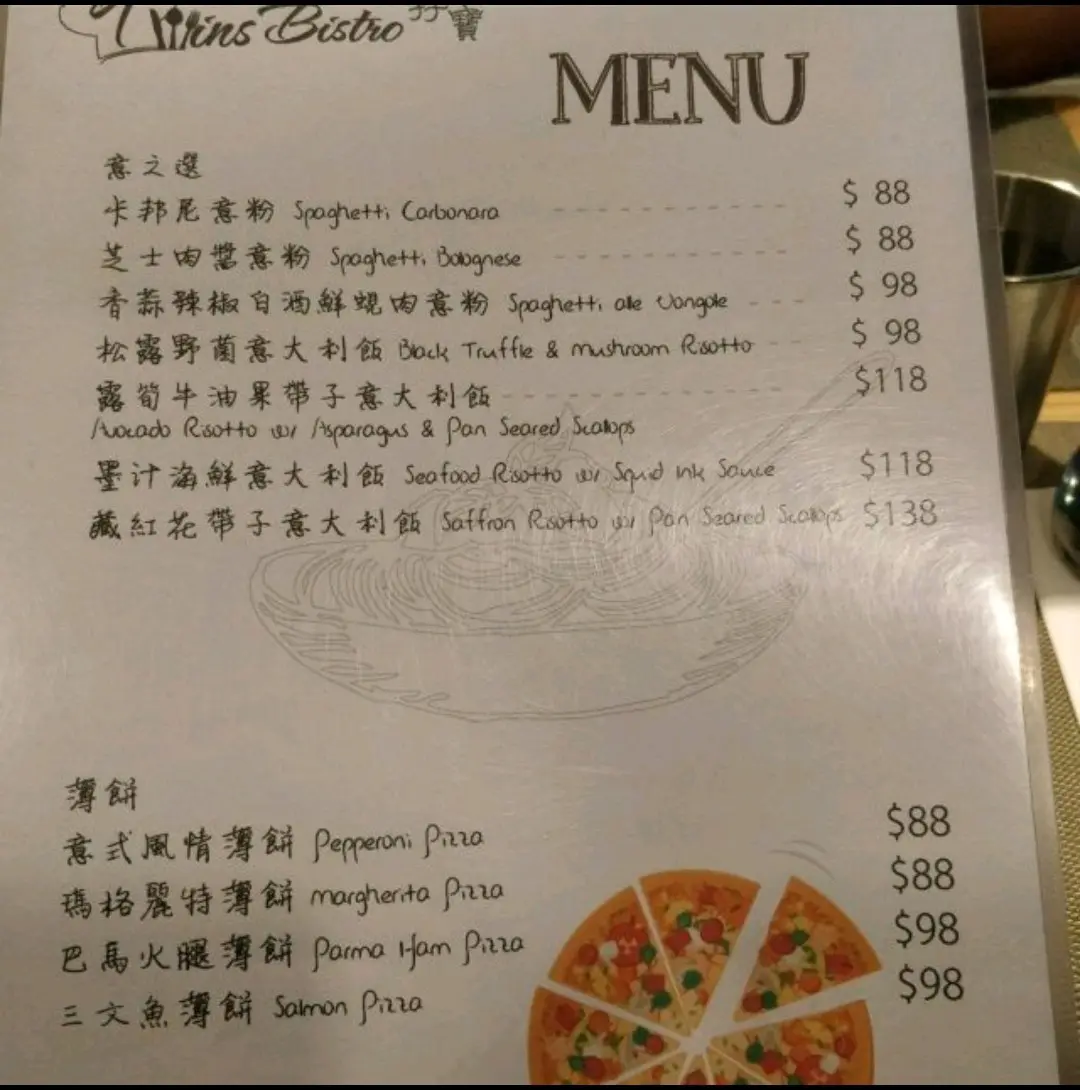 Twins Bistro 孖寶
MENU
意之選
卡邦尼意粉 Spaghetti Carbonara $ 88
芝士肉醬意粉 Spaghetti Bolognese $ 88
香蒜辣椒白酒鮮蜆肉意粉 Spaghetti alle Vongole $ 98
松露野菌意大利飯 Black Truffle & mushroom Risotto $ 98
露筍牛油果帶子意大利飯 $118
Avocado Risotto w/ Asparagus & Pan Seared Scallops
墨汁海鮮意大利飯 Seafood Risotto w/ Squid Ink Sauce $118
藏紅花帶子意大利飯 Saffron Risotto w/ Pan Seared Scallops $138
薄餅
意式風情薄餅 Pepperoni Pizza $88
瑪格麗特薄餅 margherita Pizza $88
巴馬火腿薄餅 Parma Ham Pizza $98
三文魚薄餅 Salmon Pizza $98